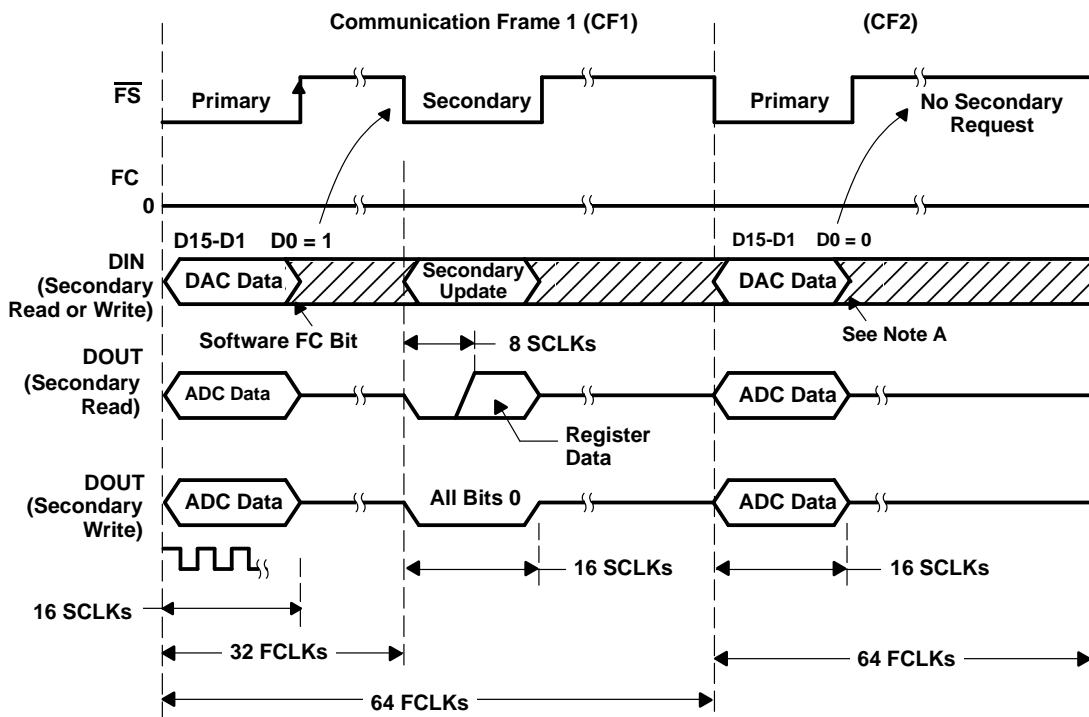 Communication Frame 1 (CF1)
(CF2)
FS
Primary
Secondary
Primary
No Secondary
Request
FC
0
D15-D1
D0 = 1
D15-D1
D0 = 0
DIN
(Secondary
Read or Write)
DAC Data
Secondary
Update
DAC Data
Software FC Bit
8 SCLKs
See Note A
DOUT
(Secondary
Read)
ADC Data
ADC Data
Register
Data
DOUT
(Secondary
Write)
ADC Data
All Bits 0
ADC Data
16 SCLKs
16 SCLKs
16 SCLKs
32 FCLKs
64 FCLKs
64 FCLKs